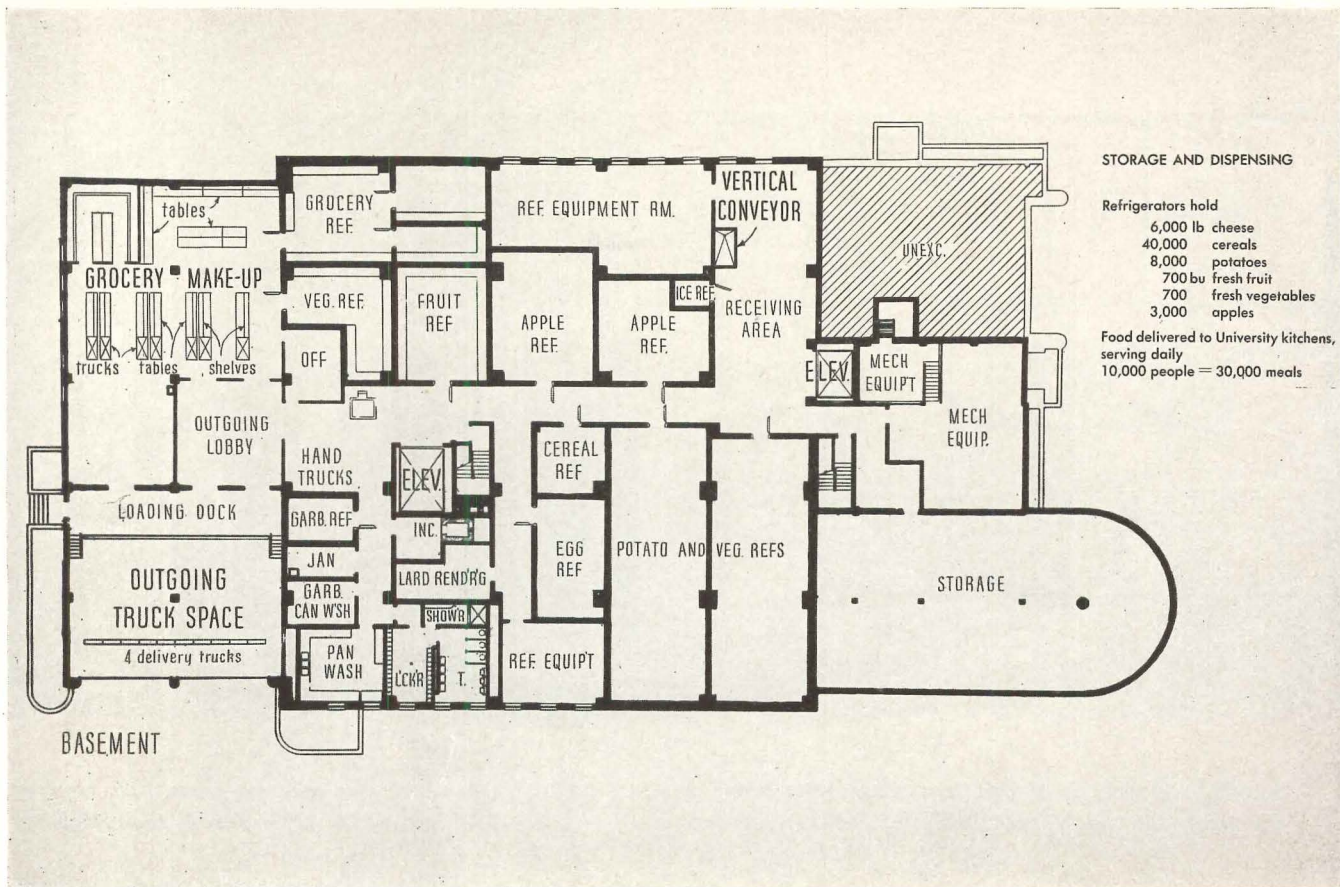 STORAGE AND DISPENSING
Refrigerators hold
6,000 lb cheese
40,000 cereals
8,000 potatoes
700 bu fresh fruit
700 fresh vegetables
3,000 apples
Food delivered to University kitchens,
serving daily
10,000 people = 30,000 meals
tables
GROCERY
REF.
REF. EQUIPMENT RM.
VERTICAL
CONVEYOR
UNEXC.
GROCERY MAKE-UP
VEG. REF.
FRUIT
REF
APPLE
REF.
APPLE
REF.
ICE REF.
RECEIVING
AREA
OFF
trucks tables shelves
ELEV.
MECH
EQUIPT
MECH
EQUIP.
OUTGOING
LOBBY
HAND
TRUCKS
ELEV.
CEREAL
REF
LOADING DOCK
GARB. REF.
INC.
JAN
LARD REND'R'G
EGG
REF
POTATO AND VEG. REFS
STORAGE
OUTGOING
TRUCK SPACE
4 delivery trucks
GARB.
CAN W'SH
SHOW'R
PAN
WASH
L'CK'R
T.
REF. EQUIPT
BASEMENT